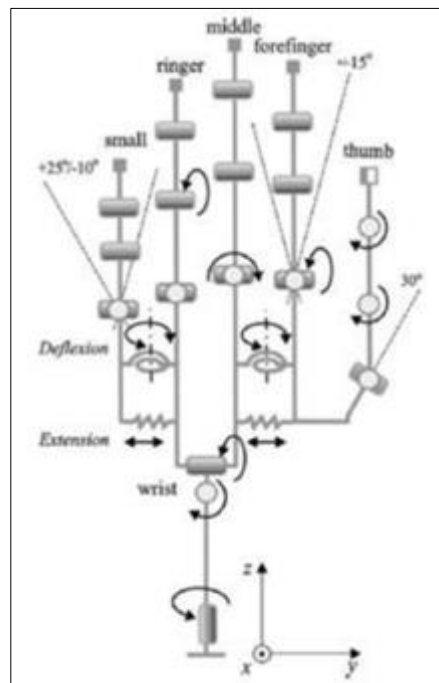 middle
forefinger
ringer
+-15°
small
thumb
+25°/-10°
30°
Deflexion
Extension
wrist
z
x
y